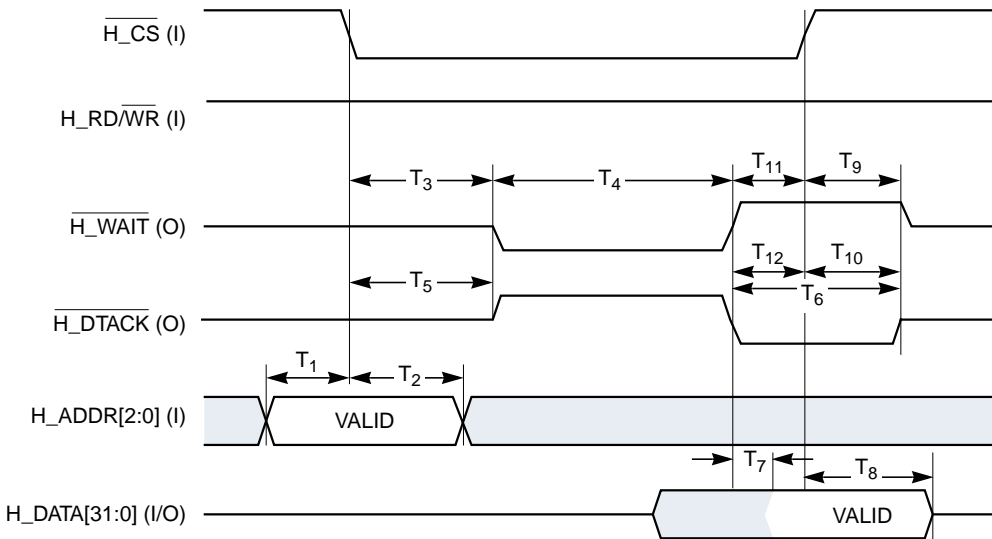 H_CS (I)
H_RD/WR (I)
T11 T9
T3 T4
H_WAIT (O)
T12 T10
T5 T6
H_DTACK (O)
T1 T2
H_ADDR[2:0] (I) VALID
T7 T8
H_DATA[31:0] (I/O) VALID